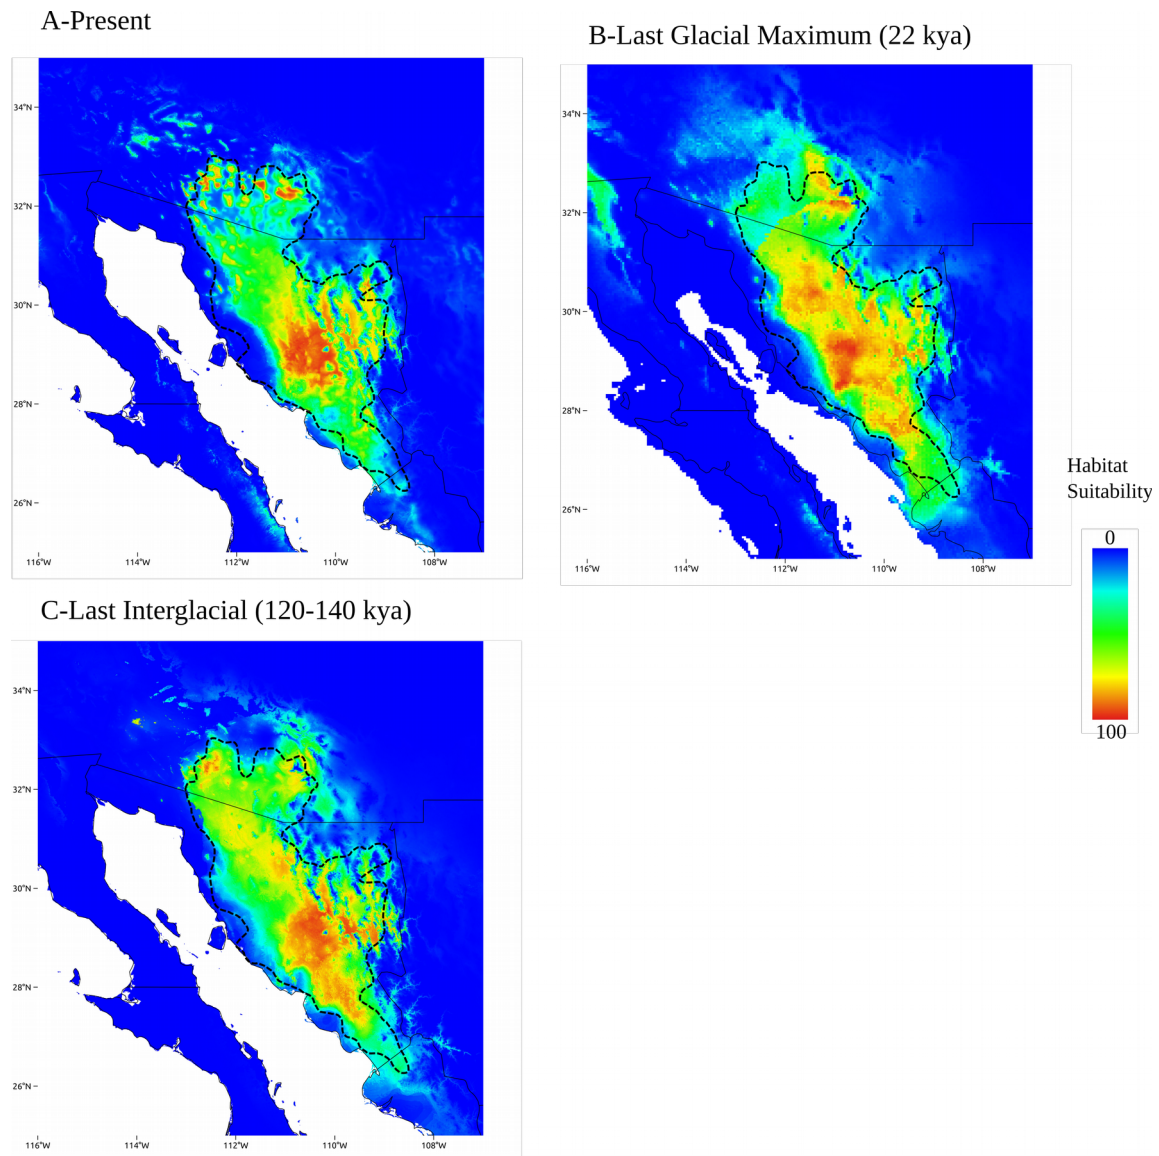 A-Present
34°N
32°N
30°N
28°N
26°N
116°W 114°W 112°W 110°W 108°W
B-Last Glacial Maximum (22 kya)
34°N
32°N
30°N
28°N
26°N
116°W 114°W 112°W 110°W 108°W
Habitat
Suitability
0
100
C-Last Interglacial (120-140 kya)
34°N
32°N
30°N
28°N
26°N
116°W 114°W 112°W 110°W 108°W